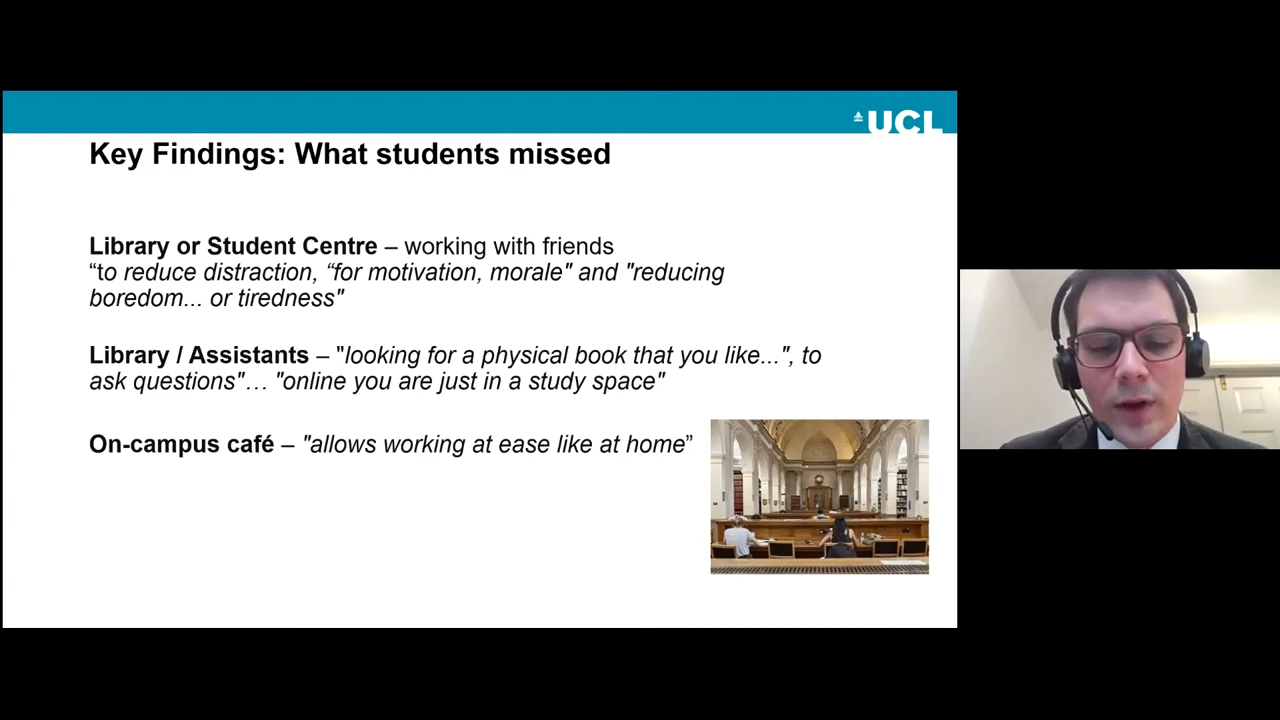 UCL
Key Findings: What students missed
Library or Student Centre – working with friends
“to reduce distraction, “for motivation, morale" and "reducing
boredom... or tiredness"
Library / Assistants – "looking for a physical book that you like...", to
ask questions"… "online you are just in a study space"
On-campus café – "allows working at ease like at home”